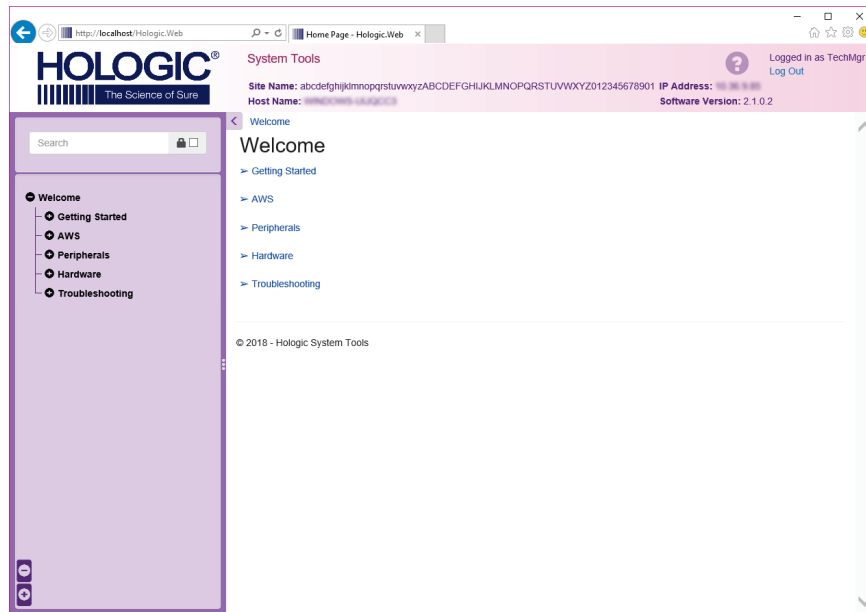 http://localhost/Hologic.Web
Home Page - Hologic.Web
HOLOGIC®
The Science of Sure
System Tools
Logged in as TechMgr
Log Out
Site Name: abcdefghijklmnopqrstuvwxyzABCDEFGHIJKLMNOPQRSTUVWXYZ012345678901 IP Address:
Host Name: Software Version: 2.1.0.2
Search
Welcome
Getting Started
AWS
Peripherals
Hardware
Troubleshooting
Welcome
Welcome
➢ Getting Started
➢ AWS
➢ Peripherals
➢ Hardware
➢ Troubleshooting
© 2018 - Hologic System Tools